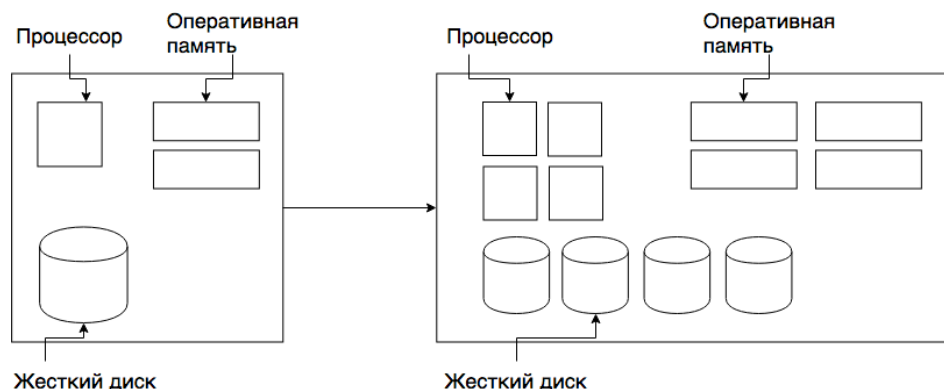 Процессор
Оперативная
память
Процессор
Оперативная
память
Жесткий диск
Жесткий диск